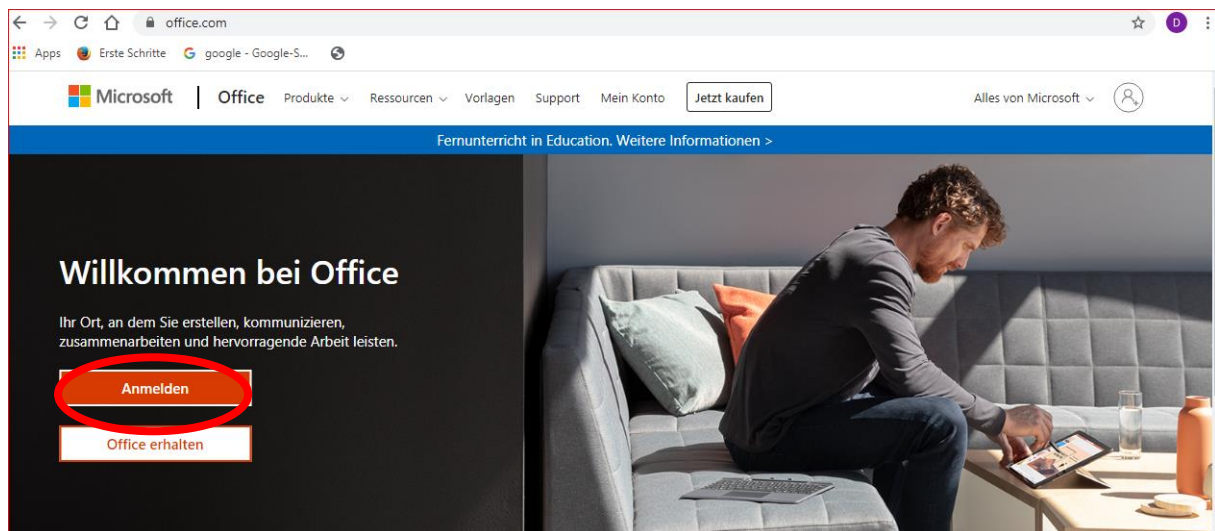 office.com
D
Apps Erste Schritte google - Google-S...
Microsoft Office Produkte Ressourcen Vorlagen Support Mein Konto Jetzt kaufen Alles von Microsoft
Fernunterricht in Education. Weitere Informationen >
Willkommen bei Office
Ihr Ort, an dem Sie erstellen, kommunizieren,
zusammenarbeiten und hervorragende Arbeit leisten.
Anmelden
Office erhalten